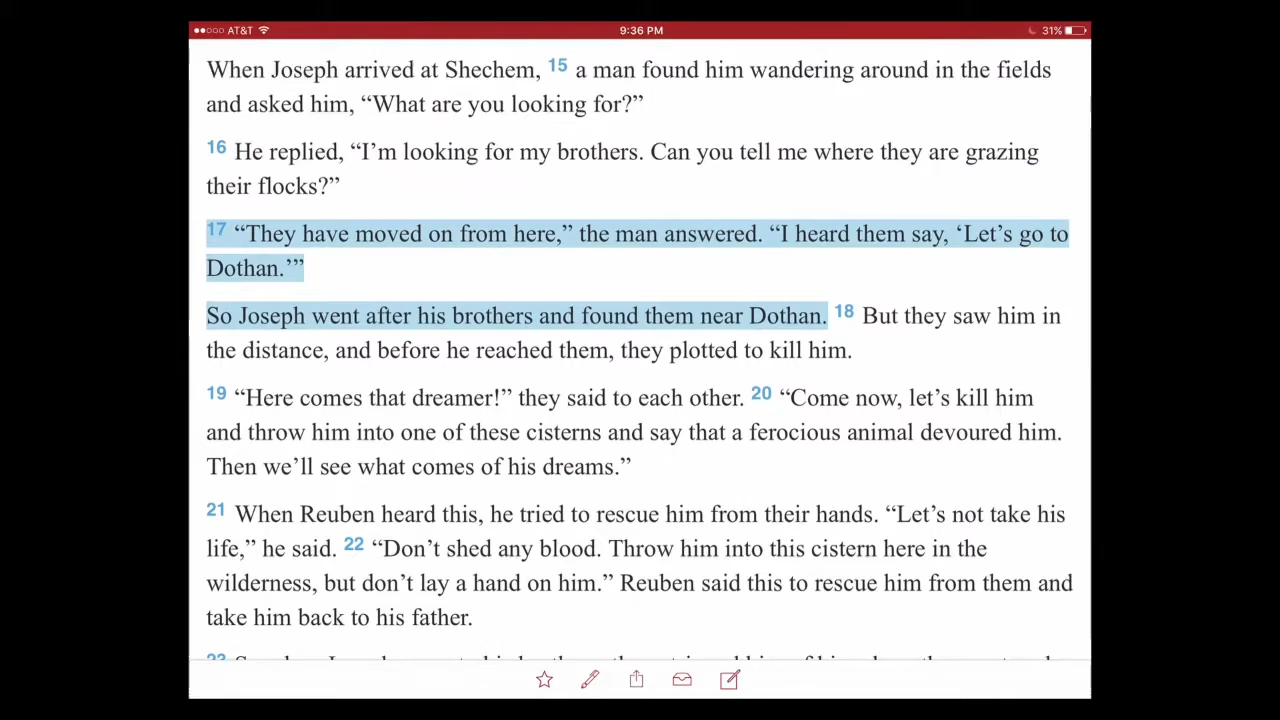 AT&T 9:36 PM 31%
When Joseph arrived at Shechem, 15 a man found him wandering around in the fields
and asked him, “What are you looking for?”
16 He replied, “I’m looking for my brothers. Can you tell me where they are grazing
their flocks?”
17 “They have moved on from here,” the man answered. “I heard them say, ‘Let’s go to
Dothan.’”
So Joseph went after his brothers and found them near Dothan. 18 But they saw him in
the distance, and before he reached them, they plotted to kill him.
19 “Here comes that dreamer!” they said to each other. 20 “Come now, let’s kill him
and throw him into one of these cisterns and say that a ferocious animal devoured him.
Then we’ll see what comes of his dreams.”
21 When Reuben heard this, he tried to rescue him from their hands. “Let’s not take his
life,” he said. 22 “Don’t shed any blood. Throw him into this cistern here in the
wilderness, but don’t lay a hand on him.” Reuben said this to rescue him from them and
take him back to his father.